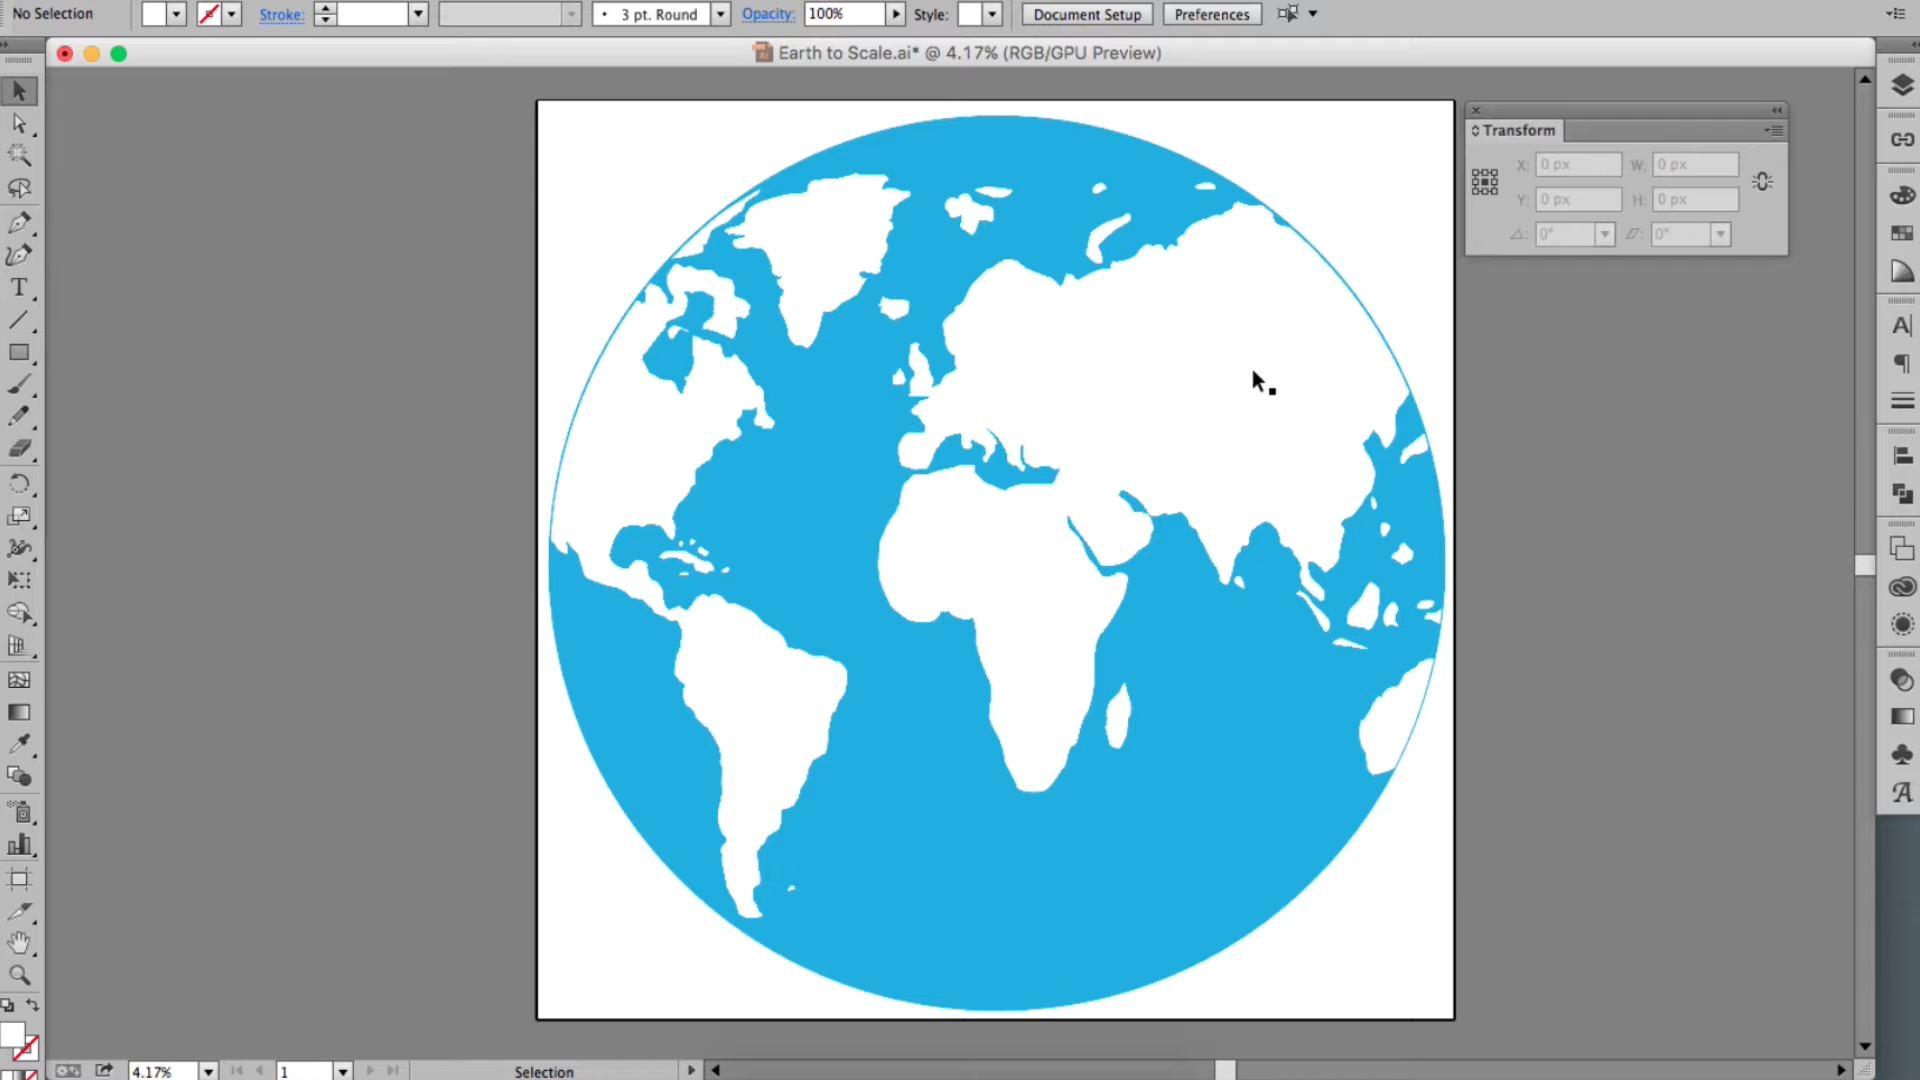 No Selection Stroke: 3 pt. Round Opacity: 100% Style: Document Setup Preferences
Earth to Scale.ai* @ 4.17% (RGB/GPU Preview)
Transform
X: 0 px W: 0 px
Y: 0 px H: 0 px
0° 0°
4.17% 1 Selection